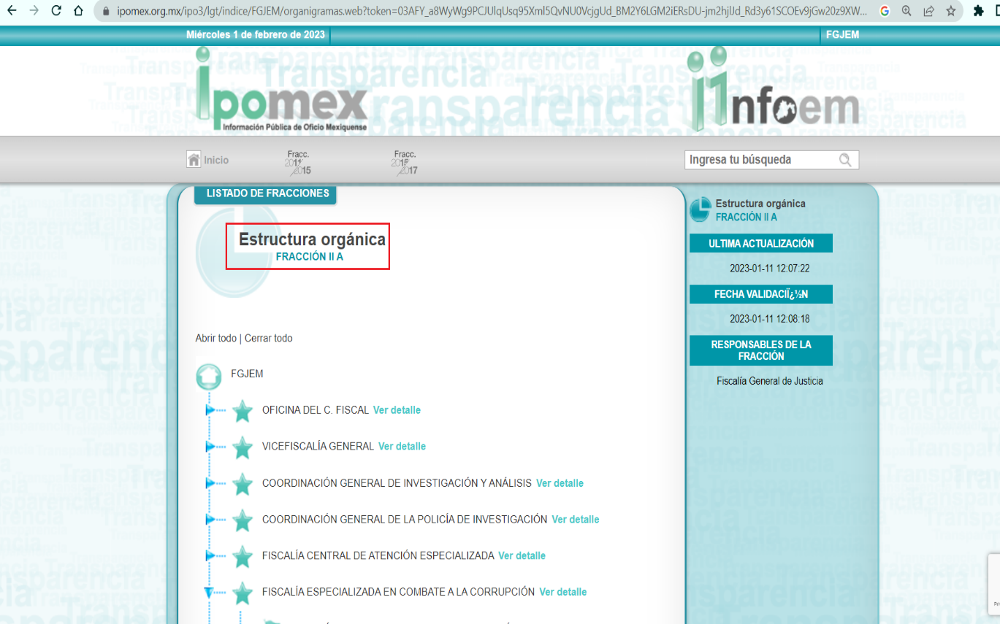 ipomex.org.mx/ipo3/lgt/indice/FGJEM/organigramas.web?token=03AFY_a8WyWg9PCJUlqUsq95Xml5QvNU0VcjgUd_BM2Y6LGM2iERsDU-jm2hjlJd_Rd3y61SCOEv9jGw20z9XW...
Miércoles 1 de febrero de 2023 FGJEM
ipomex
Información Pública de Oficio Mexiquense
infoem
Inicio
Fracc.
2015
Fracc.
2017
Ingresa tu búsqueda
LISTADO DE FRACCIONES
Estructura orgánica
FRACCIÓN II A
Abrir todo | Cerrar todo
FGJEM
OFICINA DEL C. FISCAL Ver detalle
VICEFISCALÍA GENERAL Ver detalle
COORDINACIÓN GENERAL DE INVESTIGACIÓN Y ANÁLISIS Ver detalle
COORDINACIÓN GENERAL DE LA POLICÍA DE INVESTIGACIÓN Ver detalle
FISCALÍA CENTRAL DE ATENCIÓN ESPECIALIZADA Ver detalle
FISCALÍA ESPECIALIZADA EN COMBATE A LA CORRUPCIÓN Ver detalle
Estructura orgánica
FRACCIÓN II A
ULTIMA ACTUALIZACIÓN
2023-01-11 12:07:22
FECHA VALIDACIÏ¿½N
2023-01-11 12:08:18
RESPONSABLES DE LA
FRACCIÓN
Fiscalía General de Justicia